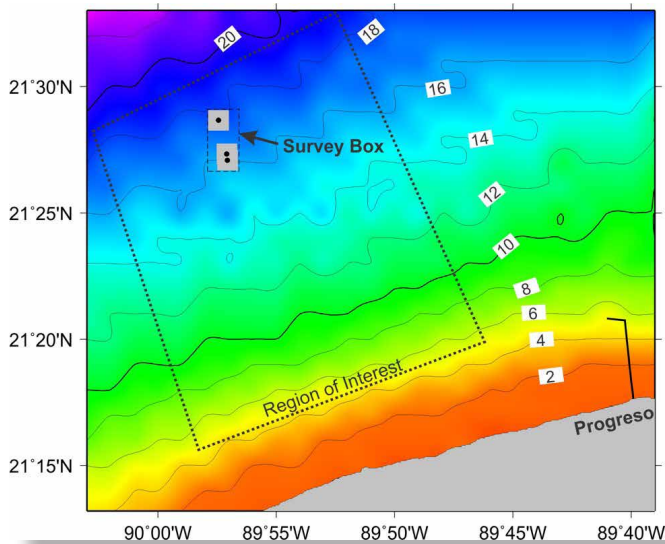 20
18
21°30'N
16
14
Survey Box
12
21°25'N
10
8
6
21°20'N
4
2
Region of Interest
Progreso
21°15'N
90°00'W 89°55'W 89°50'W 89°45'W 89°40'W